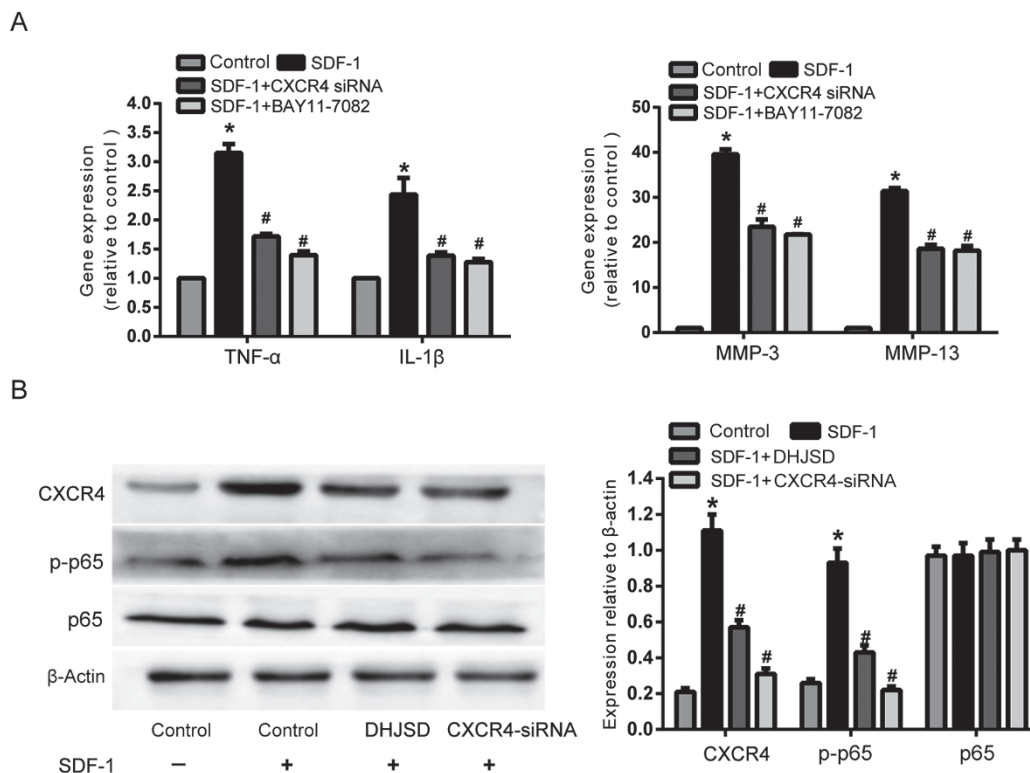 A
Control SDF-1
SDF-1+CXCR4 siRNA
SDF-1+BAY11-7082
Gene expression
(relative to control )
4.0
3.5
3.0
2.5
2.0
1.5
1.0
0.5
0.0
*
#
#
*
#
#
TNF-α IL-1β
Control SDF-1
SDF-1+CXCR4 siRNA
SDF-1+BAY11-7082
Gene expression
(relative to control)
50
40
30
20
10
0
*
#
#
*
#
#
MMP-3 MMP-13
B
CXCR4
p-p65
p65
β-Actin
Control Control DHJSD CXCR4-siRNA
SDF-1 – + + +
Control SDF-1
SDF-1+DHJSD
SDF-1+CXCR4-siRNA
Expression relative to β-actin
1.4
1.2
1.0
0.8
0.6
0.4
0.2
0.0
*
#
#
*
#
#
CXCR4 p-p65 p65